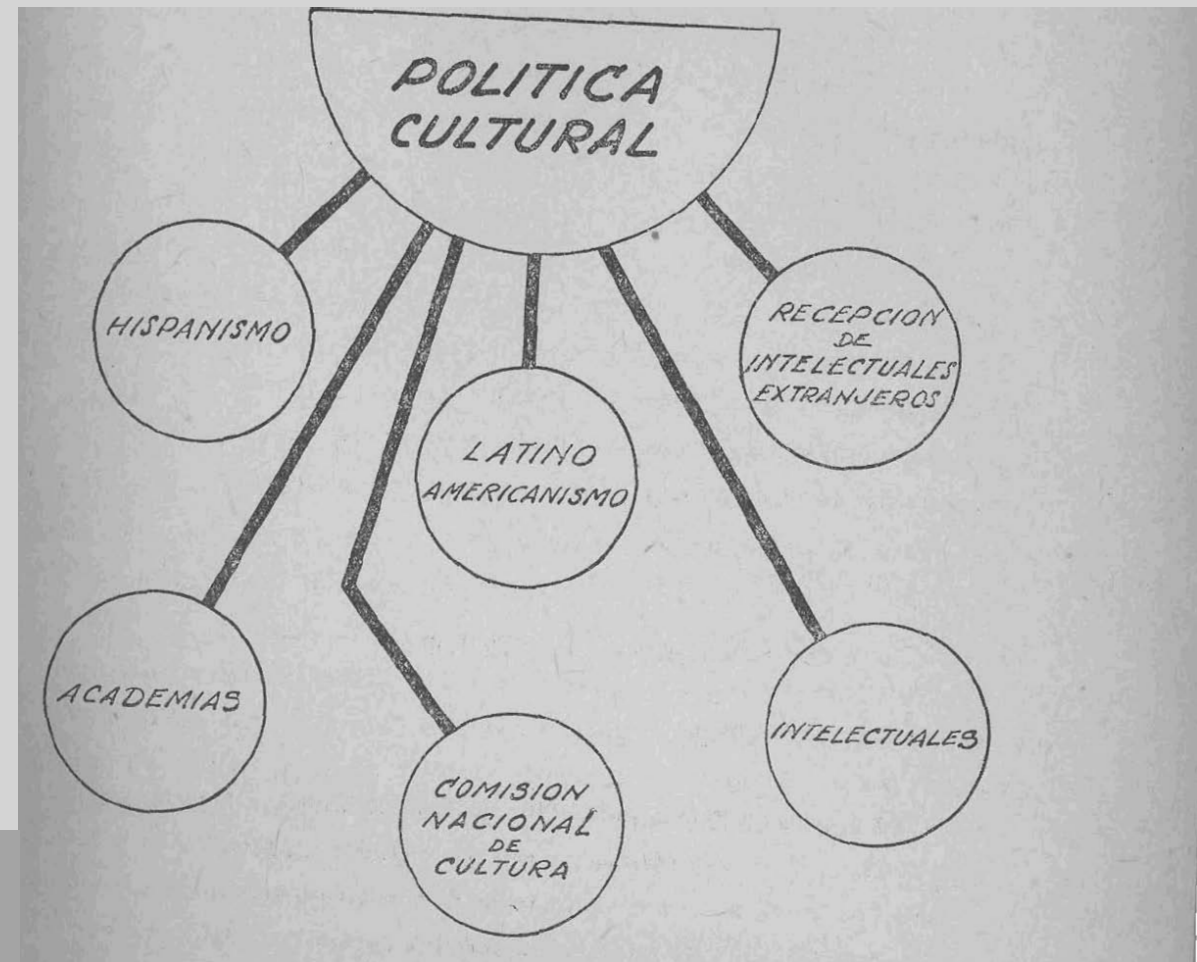 POLITICA
CULTURAL
HISPANISMO
RECEPCION
DE
INTELECTUALES
EXTRANJEROS
LATINO
AMERICANISMO
ACADEMIAS
INTELECTUALES
COMISION
NACIONAL
DE
CULTURA